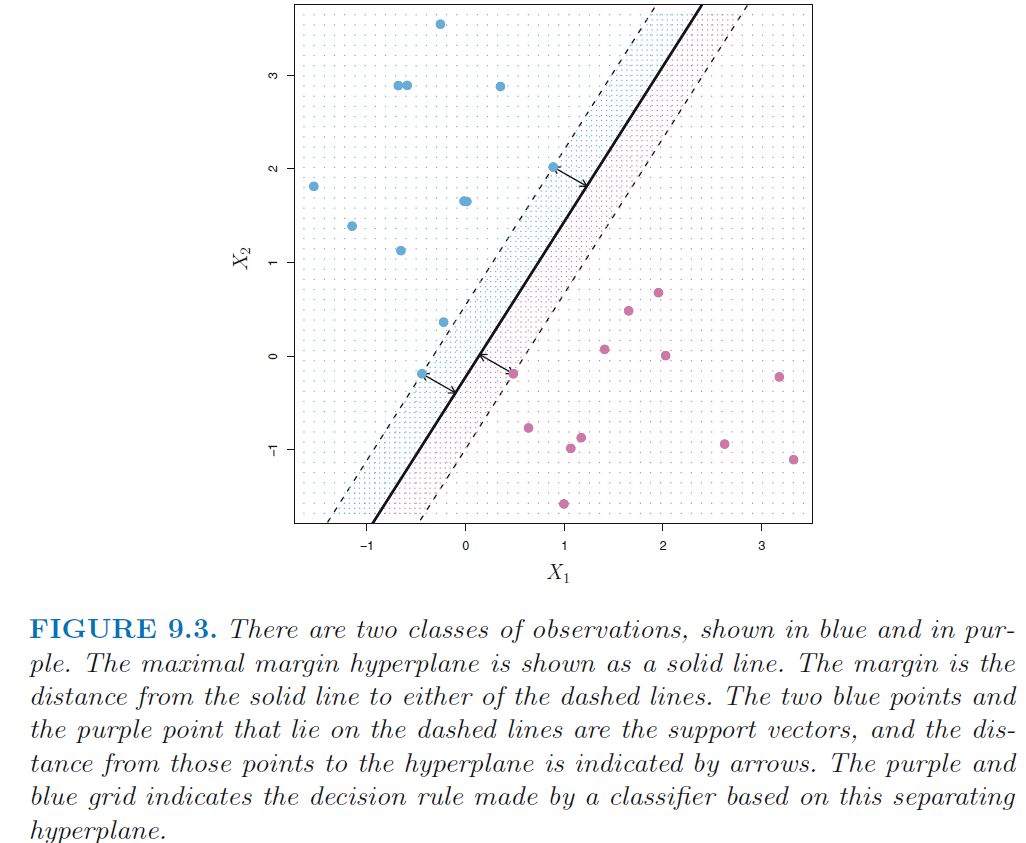 3
2
1
0
−1
X2
−1
0
1
2
3
X1
FIGURE 9.3. There are two classes of observations, shown in blue and in pur-
ple. The maximal margin hyperplane is shown as a solid line. The margin is the
distance from the solid line to either of the dashed lines. The two blue points and
the purple point that lie on the dashed lines are the support vectors, and the dis-
tance from those points to the hyperplane is indicated by arrows. The purple and
blue grid indicates the decision rule made by a classifier based on this separating
hyperplane.